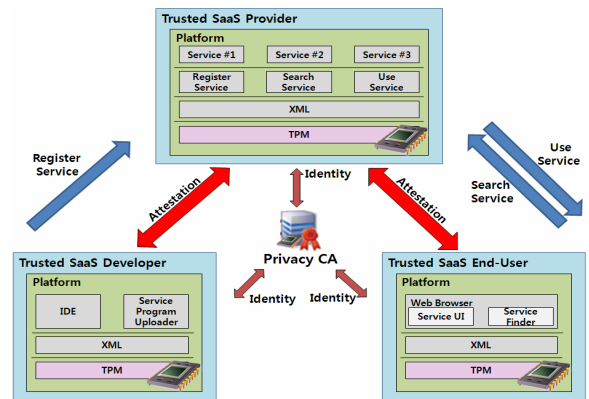 Trusted SaaS Provider
Platform
Service #1
Service #2
Service #3
Register
Service
Search
Service
Use
Service
XML
TPM
Register
Service
Use
Service
Search
Service
Attestation
Identity
Attestation
Privacy CA
Identity
Identity
Trusted SaaS Developer
Platform
IDE
Service
Program
Uploader
XML
TPM
Trusted SaaS End-User
Platform
Web Browser
Service UI
Service
Finder
XML
TPM